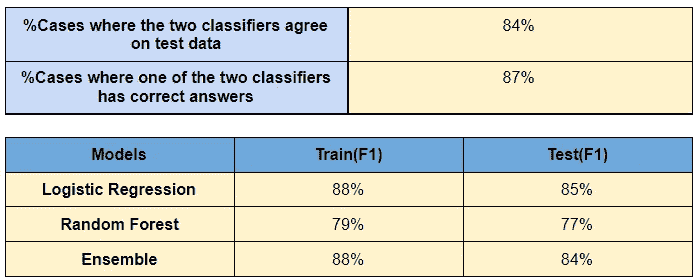 %Cases where the two classifiers agree
on test data
84%
%Cases where one of the two classifiers
has correct answers
87%
Models Train(F1) Test(F1)
Logistic Regression 88% 85%
Random Forest 79% 77%
Ensemble 88% 84%